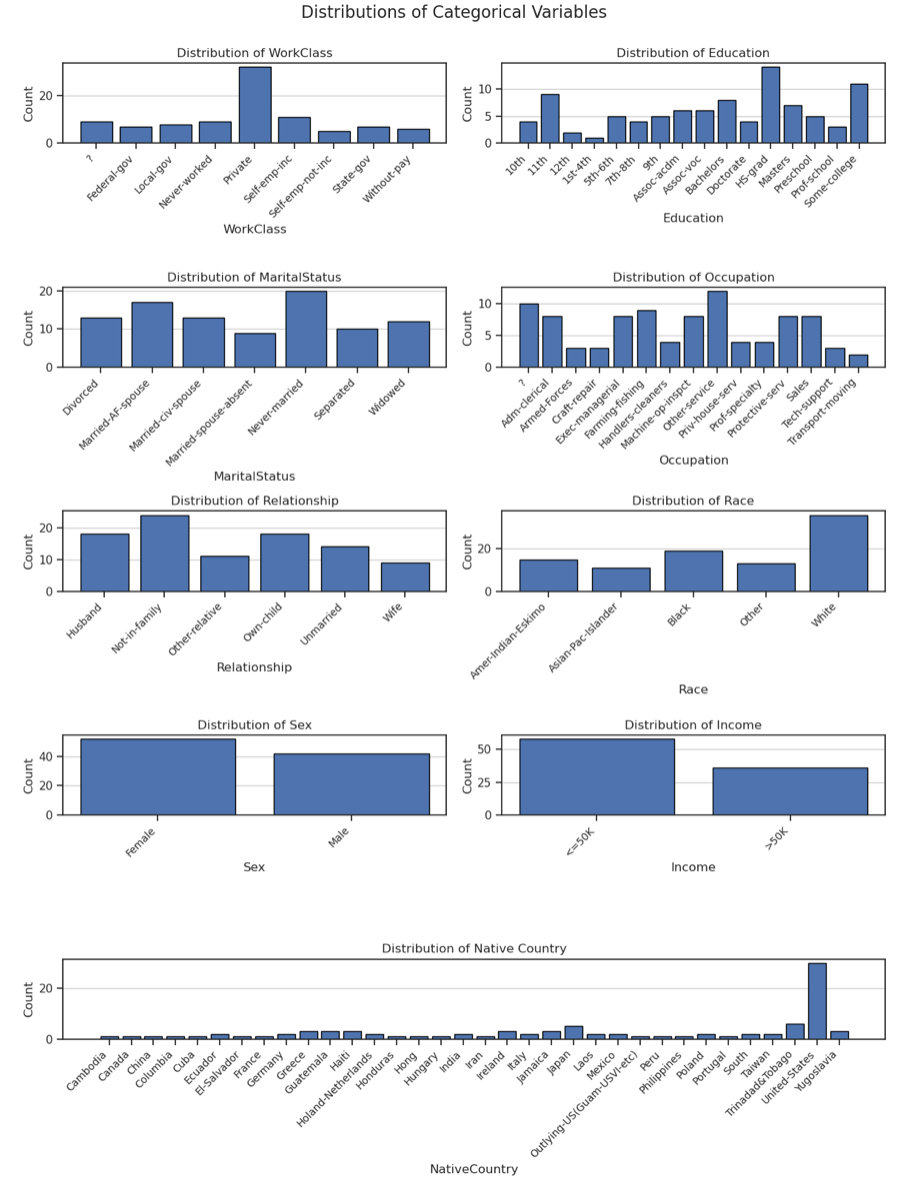 Distributions of Categorical Variables
Distribution of WorkClass
Count
20
0
?
Federal-gov
Local-gov
Never-worked
Private
Self-emp-inc
Self-emp-not-inc
State-gov
Without-pay
WorkClass
Distribution of Education
Count
10
5
0
10th
11th
12th
1st-4th
5th-6th
7th-8th
9th
Assoc-acdm
Assoc-voc
Bachelors
Doctorate
HS-grad
Masters
Preschool
Prof-school
Some-college
Education
Distribution of MaritalStatus
Count
20
10
0
Divorced
Married-AF-spouse
Married-civ-spouse
Married-spouse-absent
Never-married
Separated
Widowed
MaritalStatus
Distribution of Occupation
Count
10
5
0
?
Adm-clerical
Armed-Forces
Craft-repair
Exec-managerial
Farming-fishing
Handlers-cleaners
Machine-op-inspct
Other-service
Priv-house-serv
Prof-specialty
Protective-serv
Sales
Tech-support
Transport-moving
Occupation
Distribution of Relationship
Count
20
10
0
Husband
Not-in-family
Other-relative
Own-child
Unmarried
Wife
Relationship
Distribution of Race
Count
20
0
Amer-Indian-Eskimo
Asian-Pac-Islander
Black
Other
White
Race
Distribution of Sex
Count
40
20
0
Female
Male
Sex
Distribution of Income
Count
50
25
0
<=50K
>50K
Income
Distribution of Native Country
Count
20
0
Cambodia
Canada
China
Columbia
Cuba
Ecuador
El-Salvador
France
Germany
Greece
Guatemala
Haiti
Holand-Netherlands
Honduras
Hong
Hungary
India
Iran
Ireland
Italy
Jamaica
Japan
Laos
Mexico
Outlying-US(Guam-USVI-etc)
Peru
Philippines
Poland
Portugal
South
Taiwan
Trinadad&Tobago
United-States
Yugoslavia
NativeCountry